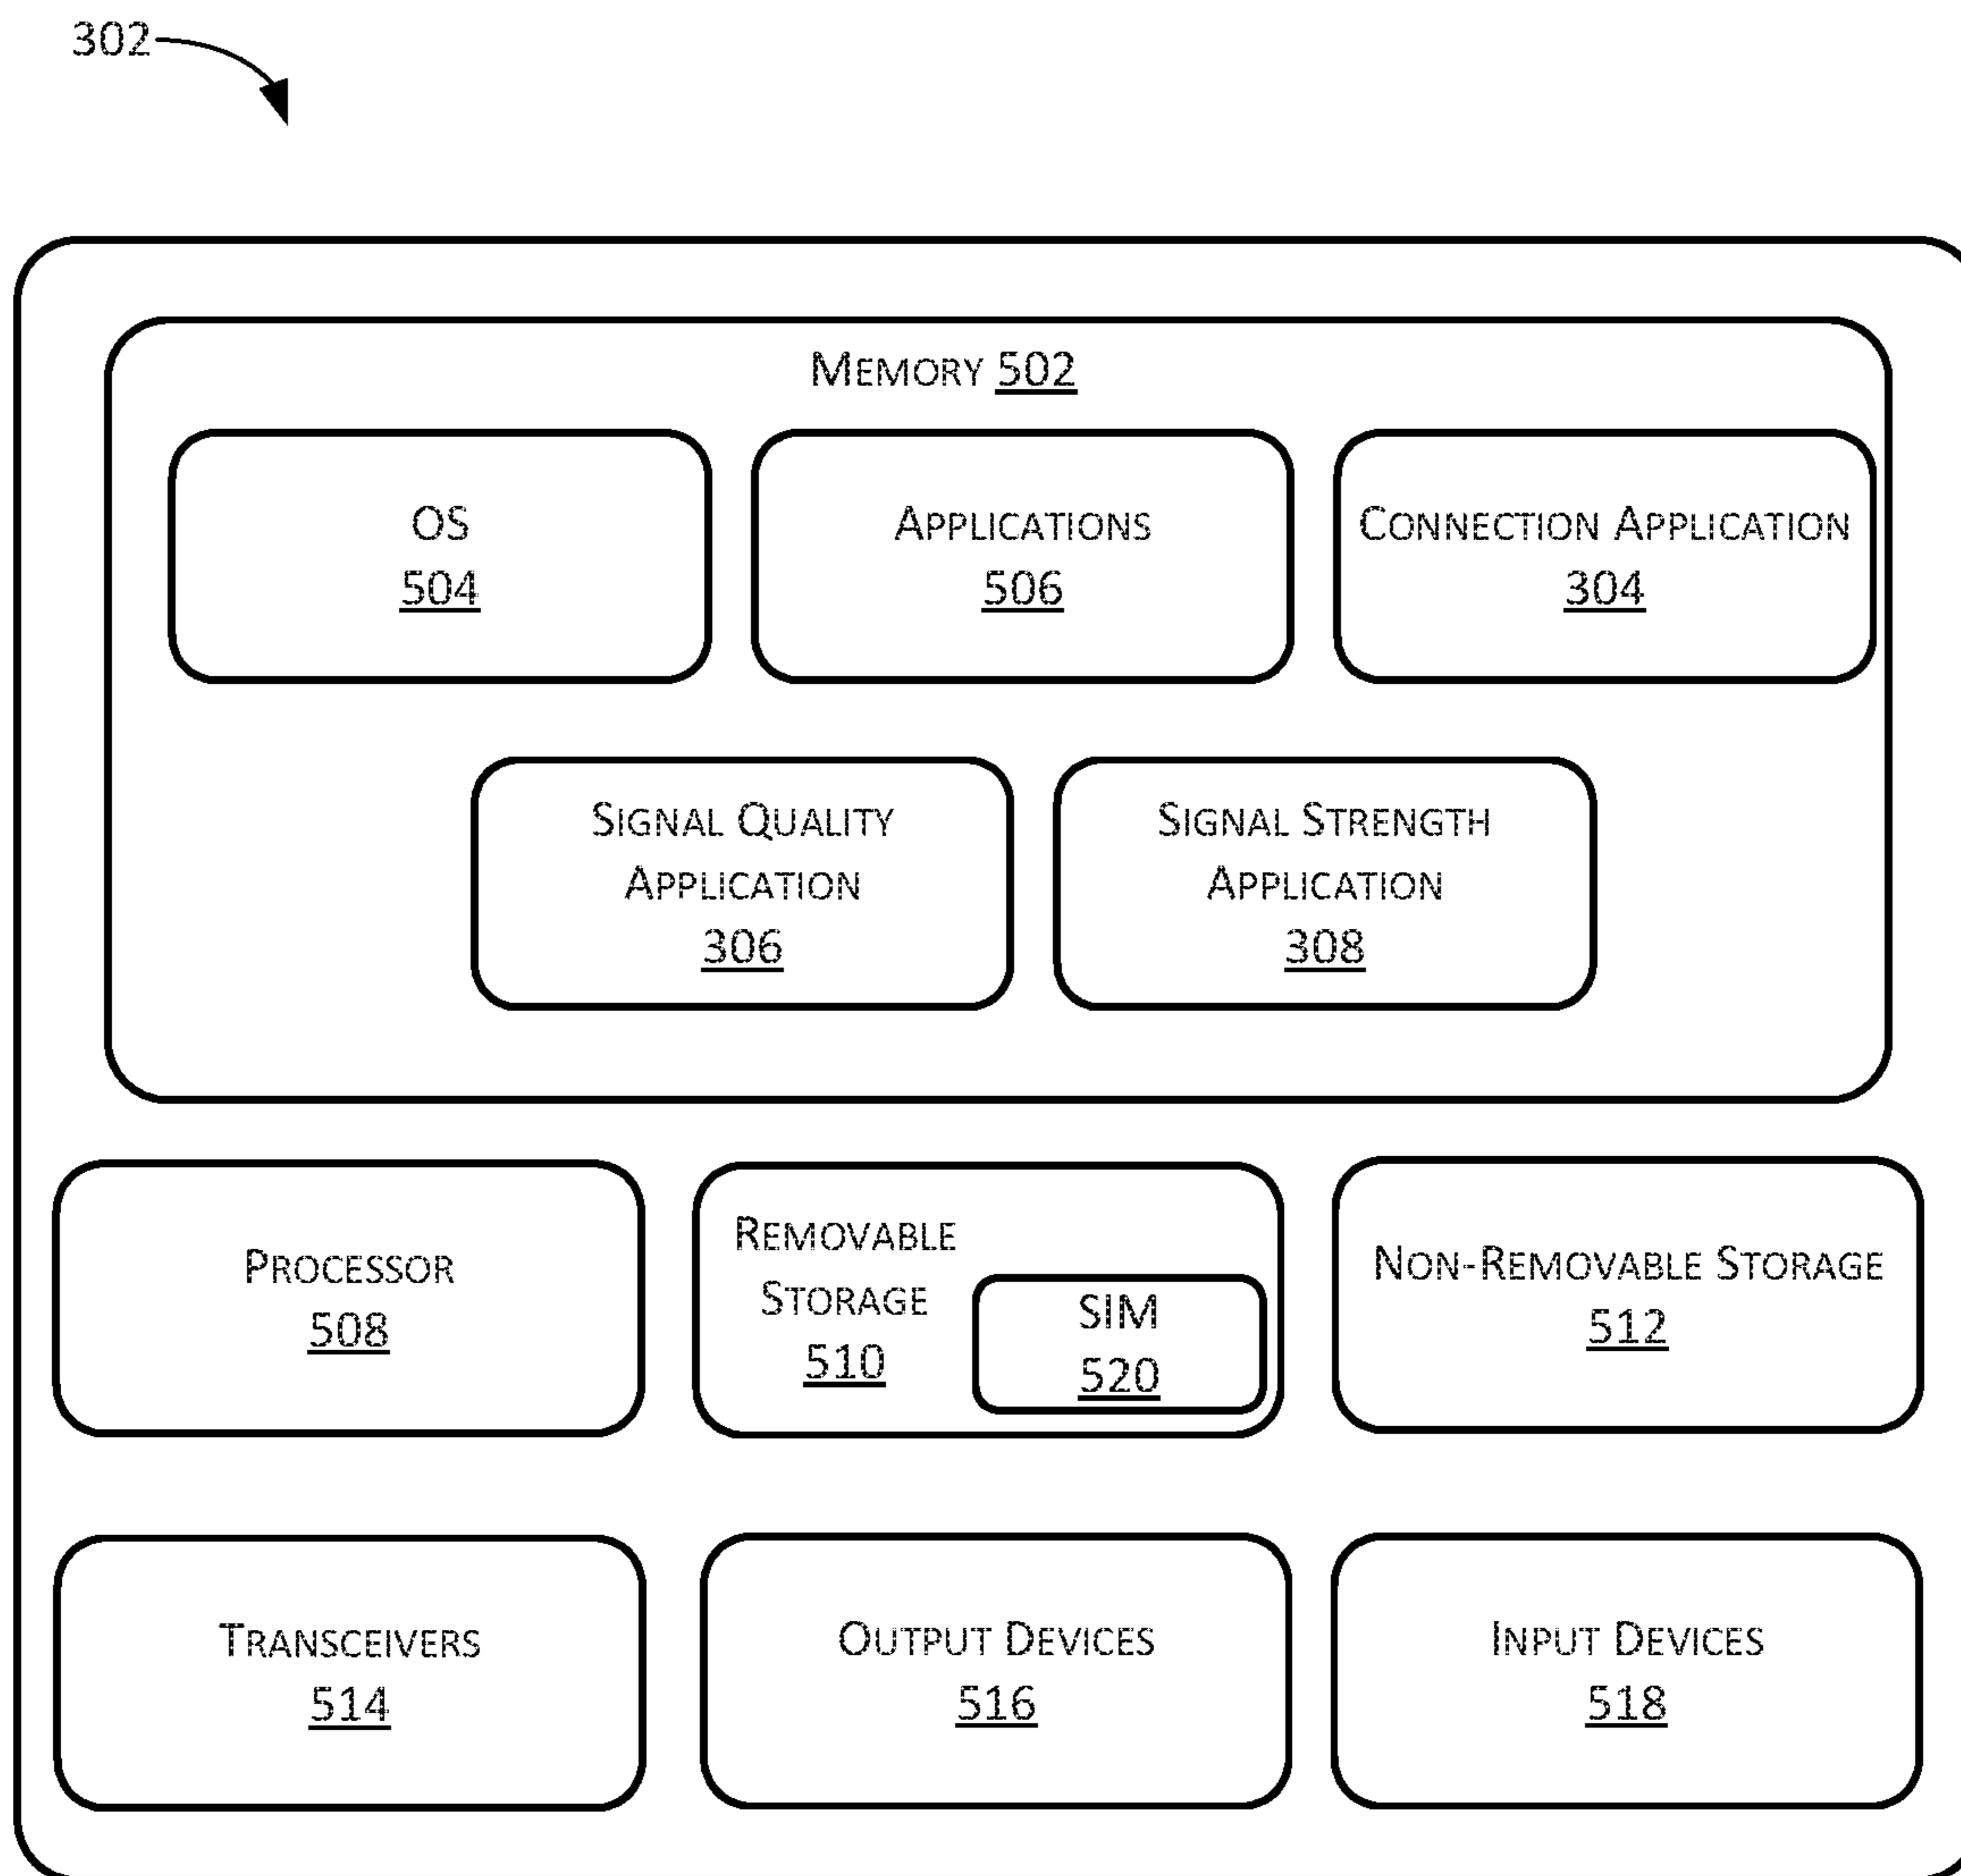 302
MEMORY 502
OS
504
APPLICATIONS
506
CONNECTION APPLICATION
304
SIGNAL QUALITY
APPLICATION
306
SIGNAL STRENGTH
APPLICATION
308
PROCESSOR
508
REMOVABLE
STORAGE
510
SIM
520
NON-REMOVABLE STORAGE
512
TRANSCEIVERS
514
OUTPUT DEVICES
516
INPUT DEVICES
518